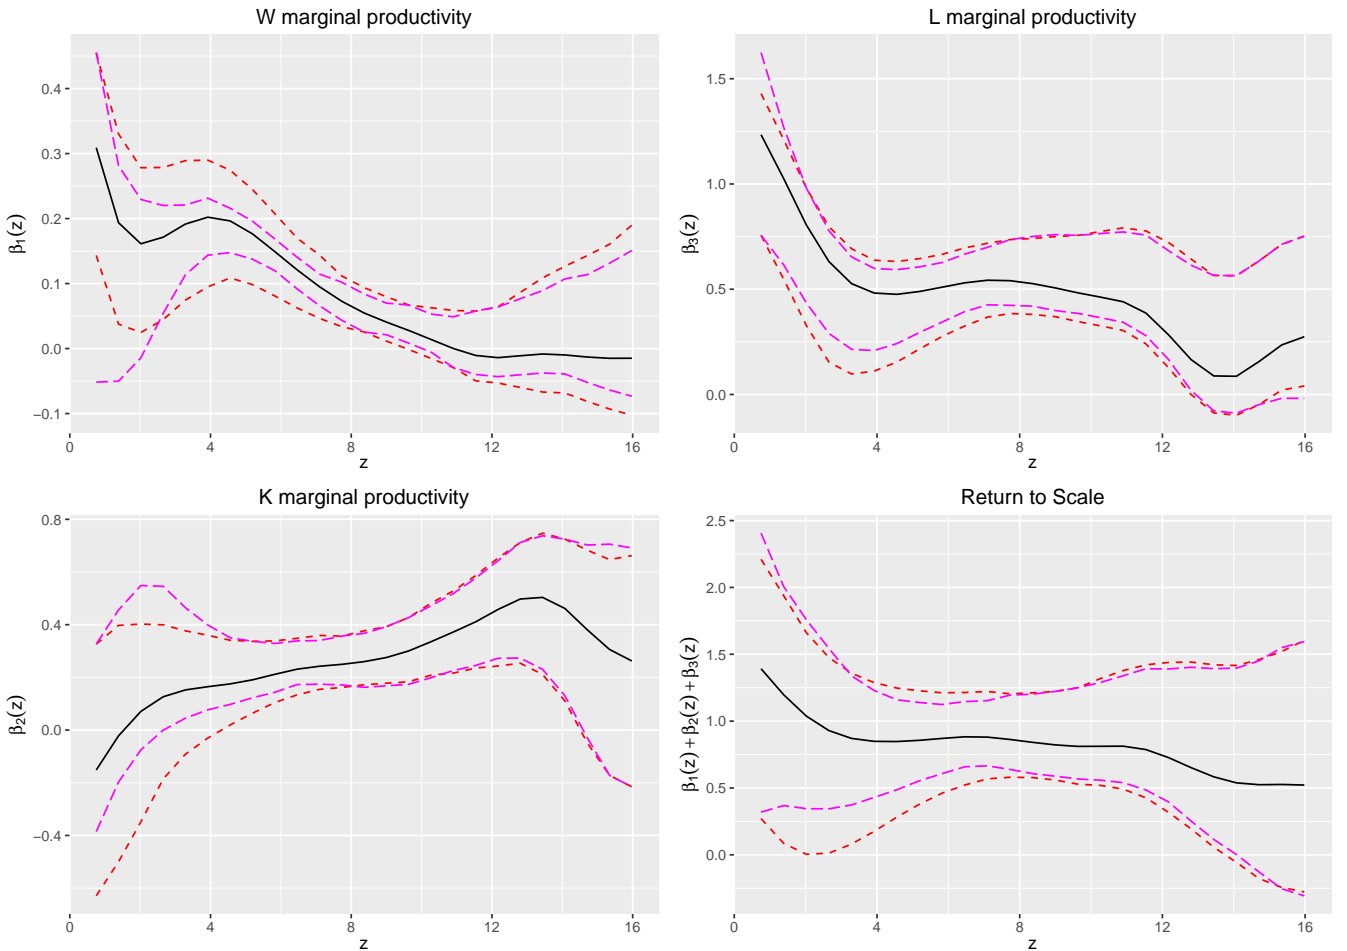 W marginal productivity
β1(z)
0.4
0.3
0.2
0.1
0.0
−0.1
0 4 8 12 16
z
L marginal productivity
β3(z)
1.5
1.0
0.5
0.0
0 4 8 12 16
z
K marginal productivity
β2(z)
0.8
0.4
0.0
−0.4
0 4 8 12 16
z
Return to Scale
β1(z) + β2(z) + β3(z)
2.5
2.0
1.5
1.0
0.5
0.0
0 4 8 12 16
z